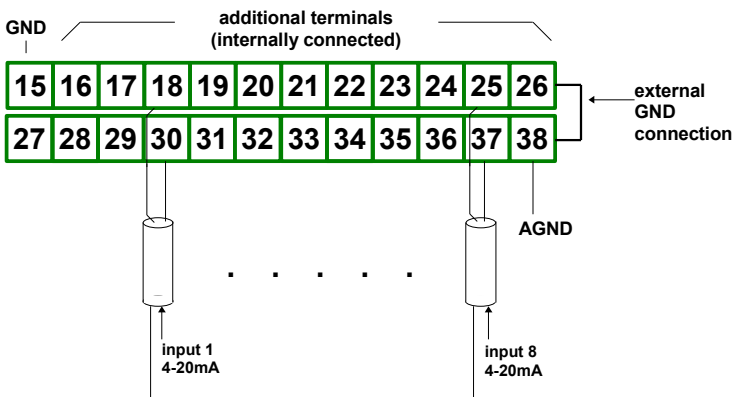 additional terminals
(internally connected)
GND
15 16 17 18 19 20 21 22 23 24 25 26
27 28 29 30 31 32 33 34 35 36 37 38
external
GND
connection
AGND
. . . . .
input 1
4-20mA
input 8
4-20mA